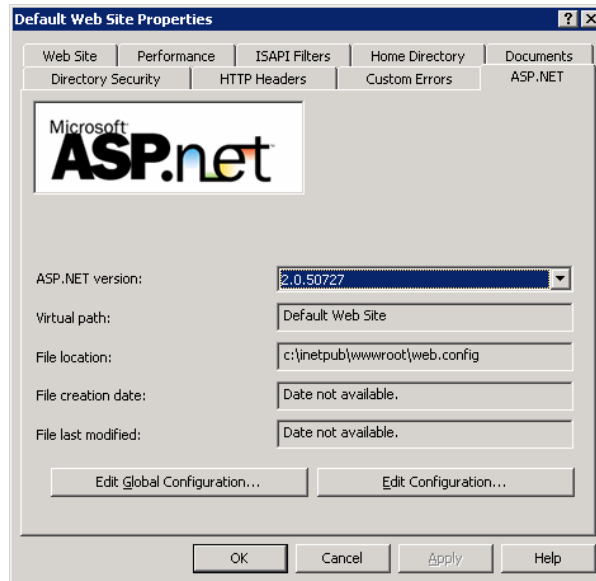 Default Web Site Properties
Web Site Performance ISAPI Filters Home Directory Documents
Directory Security HTTP Headers Custom Errors ASP.NET
Microsoft
ASP.net
ASP.NET version: 2.0.50727
Virtual path: Default Web Site
File location: c:\inetpub\wwwroot\web.config
File creation date: Date not available.
File last modified: Date not available.
Edit Global Configuration... Edit Configuration...
OK Cancel Apply Help